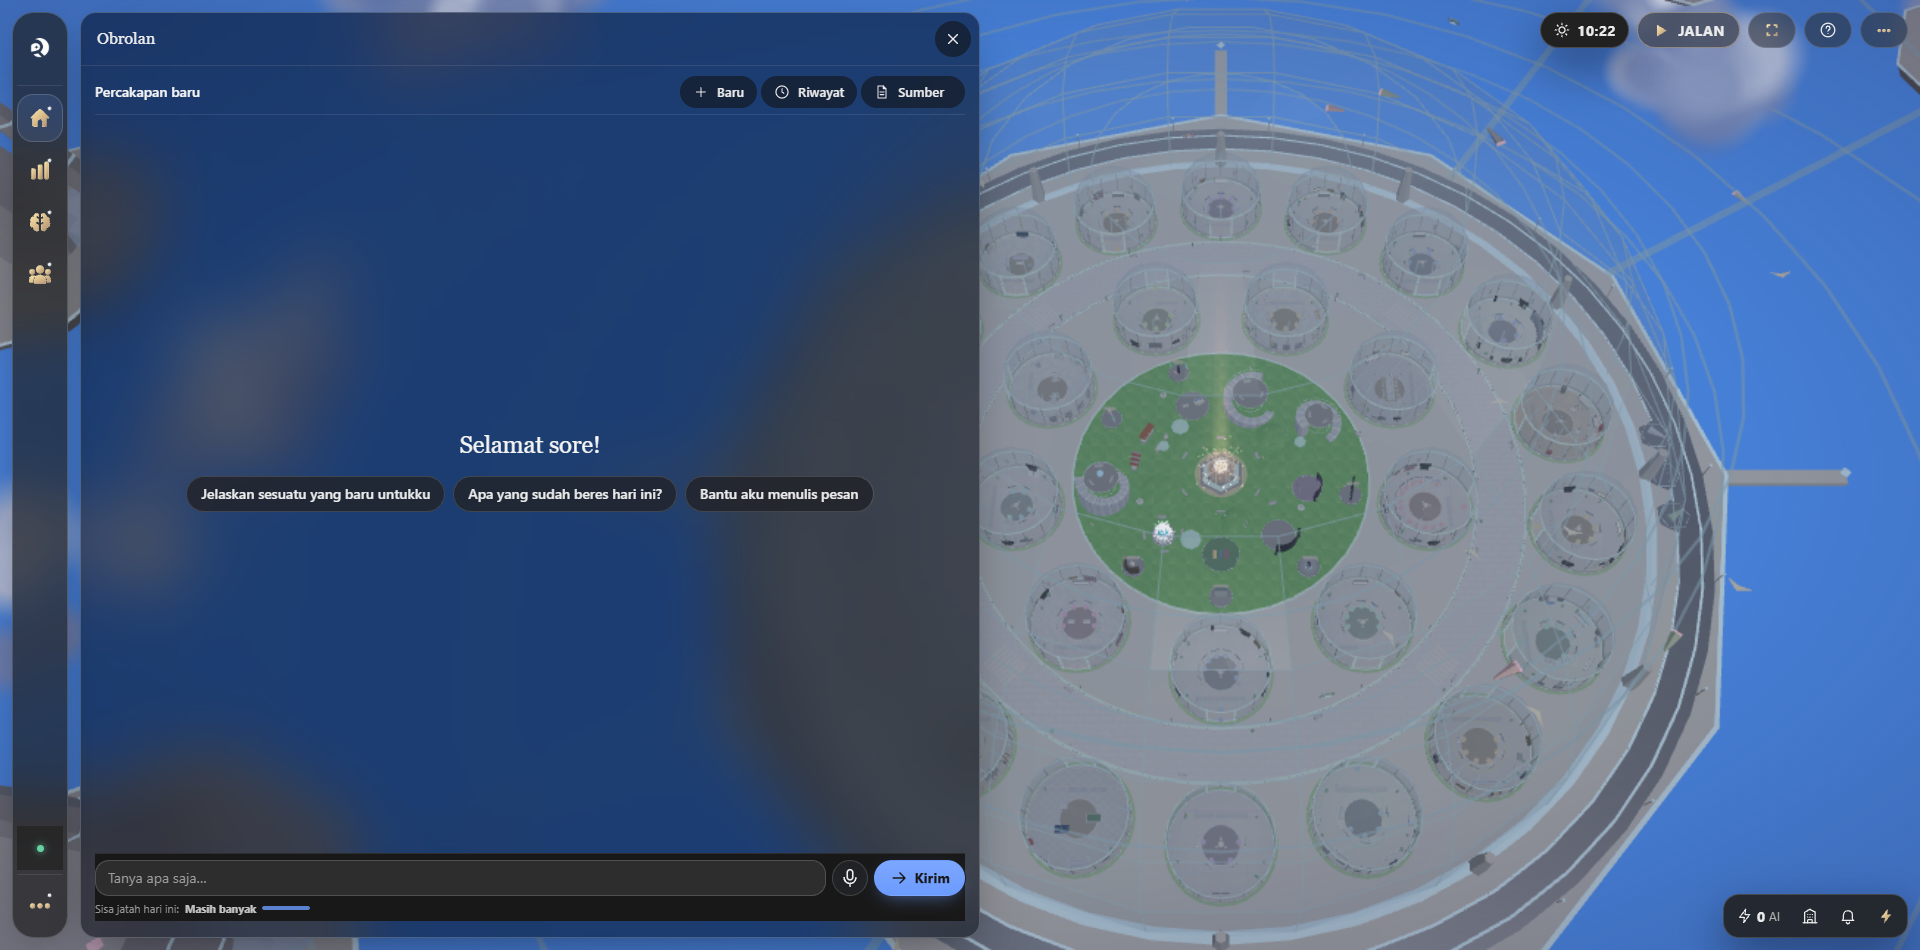 Obrolan
10:22
JALAN
Percakapan baru
Baru
Riwayat
Sumber
Selamat sore!
Jelaskan sesuatu yang baru untukku
Apa yang sudah beres hari ini?
Bantu aku menulis pesan
Tanya apa saja...
Kirim
Sisa jatah hari ini: Masih banyak
0 AI